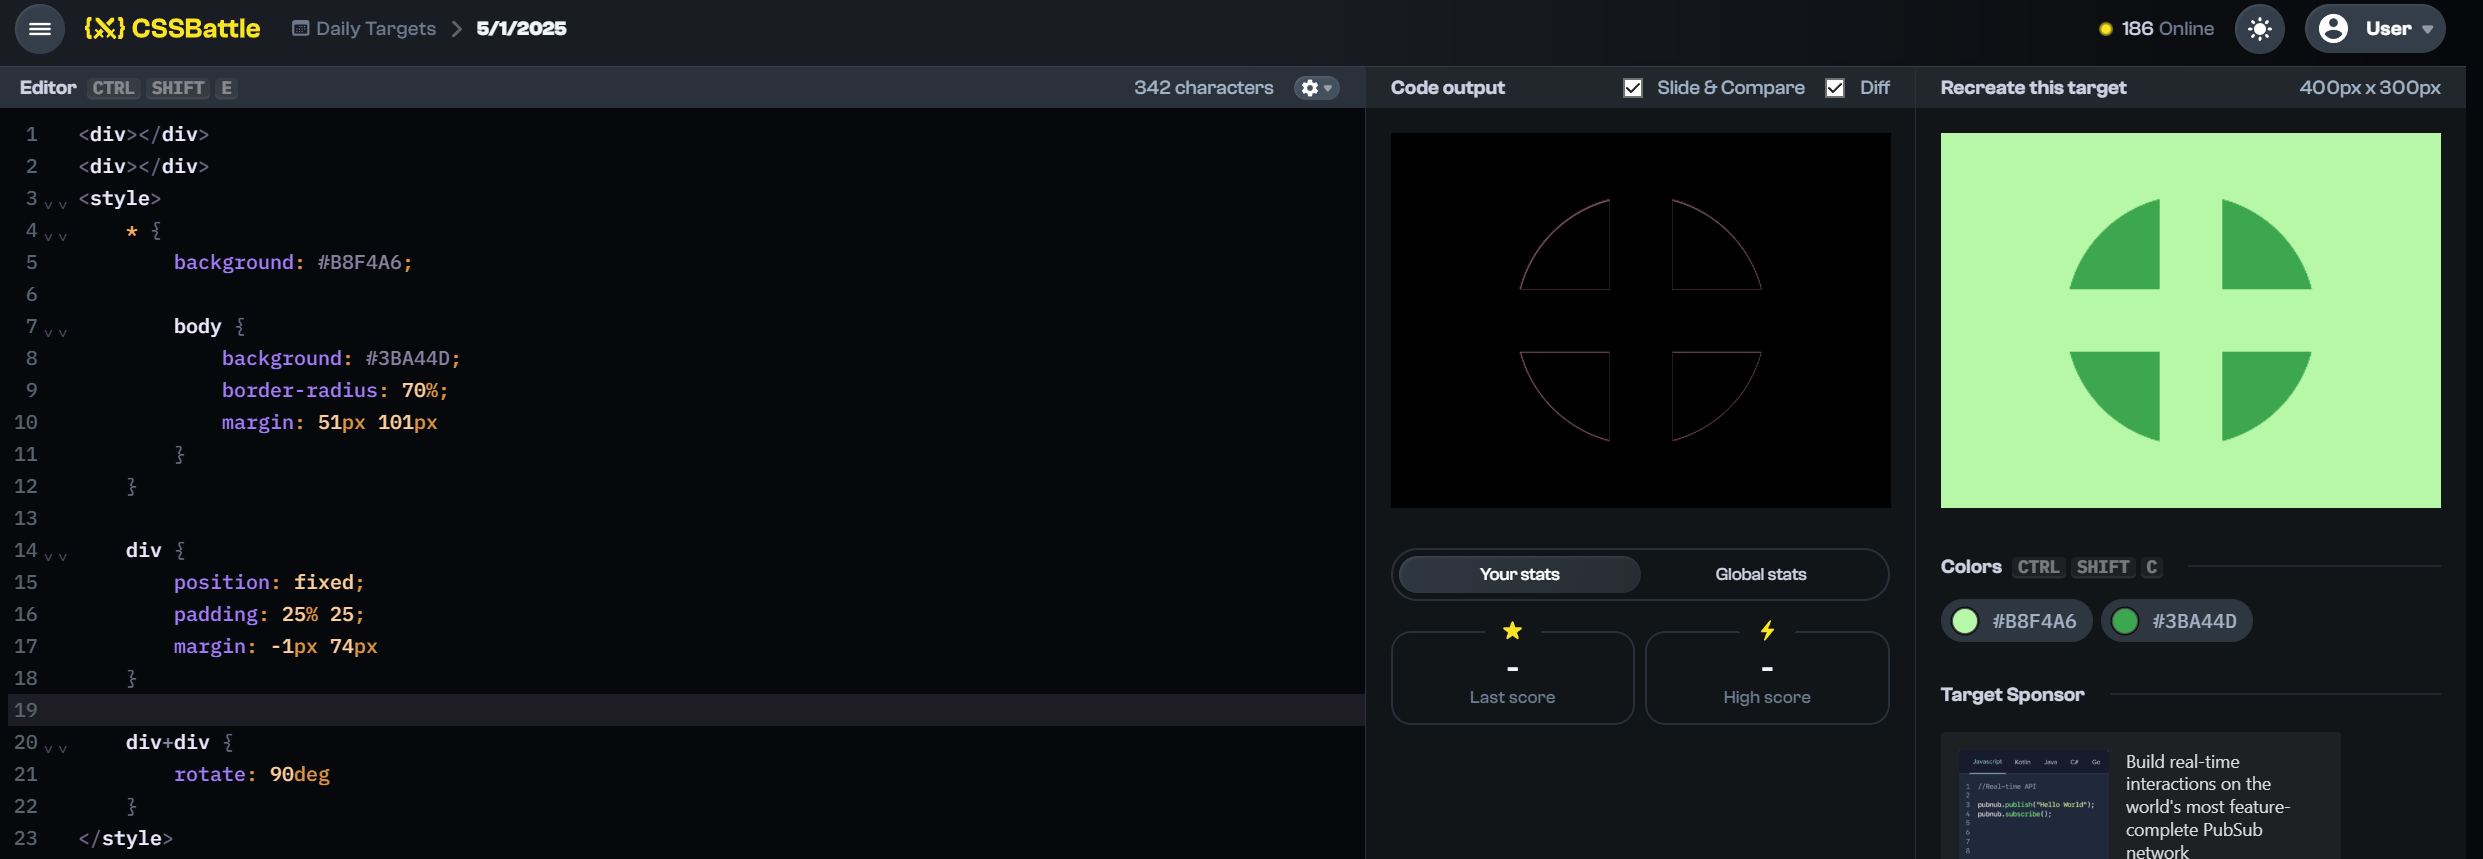 CSSBattle
Daily Targets > 5/1/2025
186 Online
User
Editor CTRL SHIFT E
342 characters
1 <div></div>
2 <div></div>
3 <style>
4 * {
5 background: #B8F4A6;
6
7 body {
8 background: #3BA44D;
9 border-radius: 70%;
10 margin: 51px 101px
11 }
12 }
13
14 div {
15 position: fixed;
16 padding: 25% 25;
17 margin: -1px 74px
18 }
19
20 div+div {
21 rotate: 90deg
22 }
23 </style>
Code output
Slide & Compare
Diff
Your stats
Global stats
-
Last score
-
High score
Recreate this target
400px x 300px
Colors CTRL SHIFT C
#B8F4A6
#3BA44D
Target Sponsor
Javascript Kotlin Java C# Go
1 //Real-time API
2
3 pubnub.publish("Hello World");
4 pubnub.subscribe();
5
6
7
8
Build real-time
interactions on the
world's most feature-
complete PubSub
network